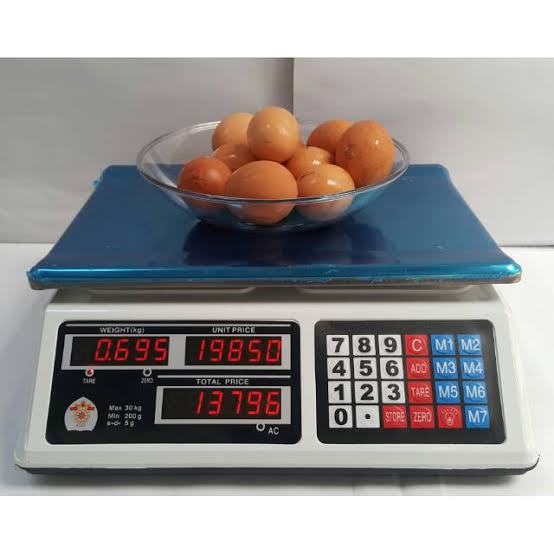 WEIGHT(kg) UNIT PRICE
0.695 19850
TARE ZERO
TOTAL PRICE
13796
Max 30 kg
Min 200 g
e-d- 5 g
AC
7 8 9 C M1 M2
4 5 6 ADD M3 M4
1 2 3 TARE M5 M6
0 . STORE ZERO M7